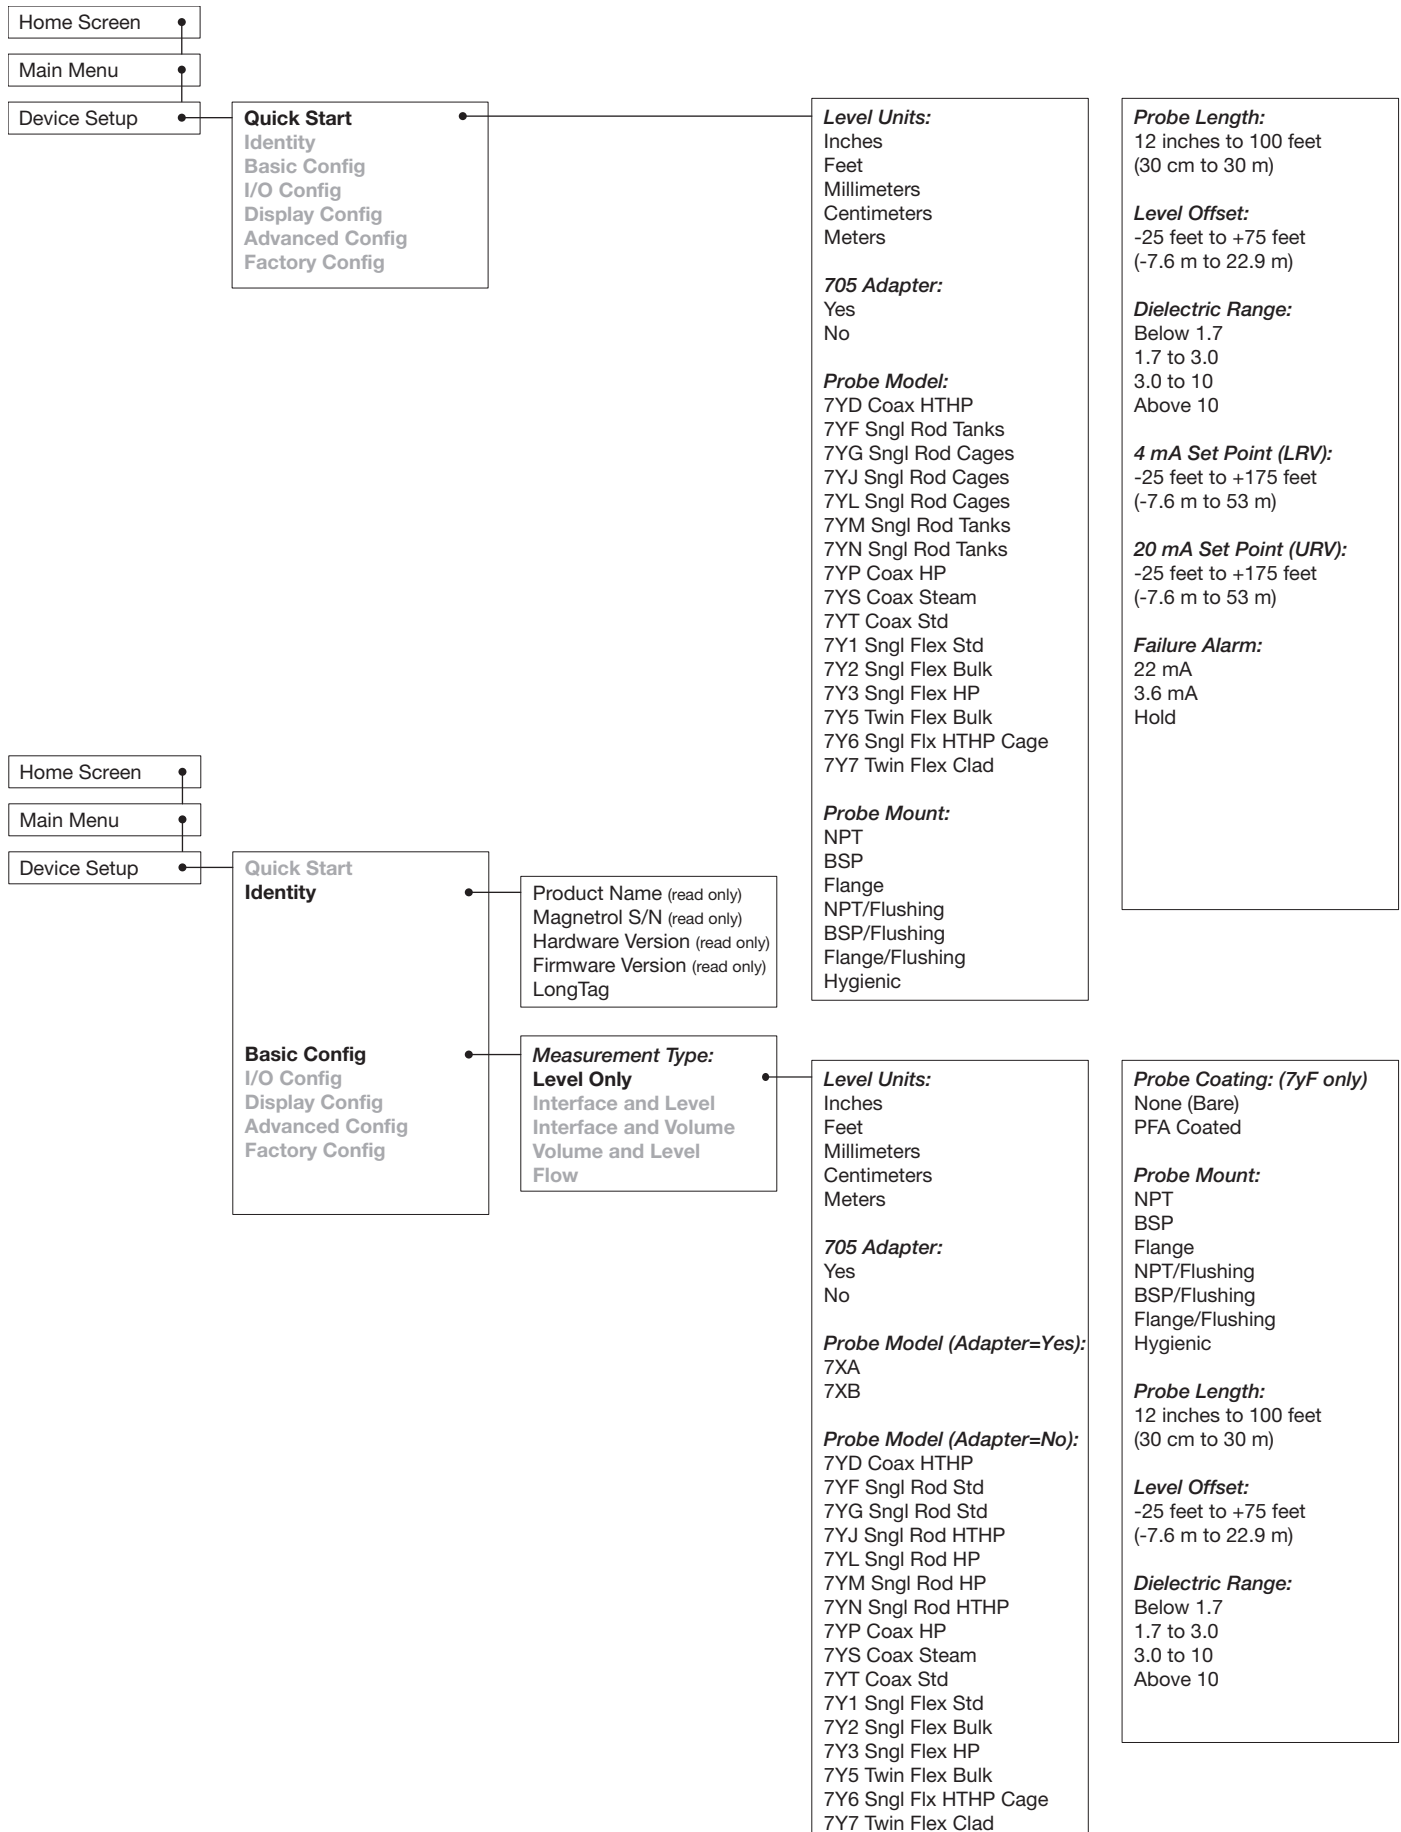 Home Screen
Main Menu
Device Setup
Quick Start
Identity
Basic Config
I/O Config
Display Config
Advanced Config
Factory Config
Level Units:
Inches
Feet
Millimeters
Centimeters
Meters
705 Adapter:
Yes
No
Probe Model:
7YD Coax HTHP
7YF Sngl Rod Tanks
7YG Sngl Rod Cages
7YJ Sngl Rod Cages
7YL Sngl Rod Cages
7YM Sngl Rod Tanks
7YN Sngl Rod Tanks
7YP Coax HP
7YS Coax Steam
7YT Coax Std
7Y1 Sngl Flex Std
7Y2 Sngl Flex Bulk
7Y3 Sngl Flex HP
7Y5 Twin Flex Bulk
7Y6 Sngl Flx HTHP Cage
7Y7 Twin Flex Clad
Probe Mount:
NPT
BSP
Flange
NPT/Flushing
BSP/Flushing
Flange/Flushing
Hygienic
Probe Length:
12 inches to 100 feet
(30 cm to 30 m)
Level Offset:
-25 feet to +75 feet
(-7.6 m to 22.9 m)
Dielectric Range:
Below 1.7
1.7 to 3.0
3.0 to 10
Above 10
4 mA Set Point (LRV):
-25 feet to +175 feet
(-7.6 m to 53 m)
20 mA Set Point (URV):
-25 feet to +175 feet
(-7.6 m to 53 m)
Failure Alarm:
22 mA
3.6 mA
Hold
Home Screen
Main Menu
Device Setup
Quick Start
Identity
Product Name (read only)
Magnetrol S/N (read only)
Hardware Version (read only)
Firmware Version (read only)
LongTag
Basic Config
I/O Config
Display Config
Advanced Config
Factory Config
Measurement Type:
Level Only
Interface and Level
Interface and Volume
Volume and Level
Flow
Level Units:
Inches
Feet
Millimeters
Centimeters
Meters
705 Adapter:
Yes
No
Probe Model (Adapter=Yes):
7XA
7XB
Probe Model (Adapter=No):
7YD Coax HTHP
7YF Sngl Rod Std
7YG Sngl Rod Std
7YJ Sngl Rod HTHP
7YL Sngl Rod HP
7YM Sngl Rod HP
7YN Sngl Rod HTHP
7YP Coax HP
7YS Coax Steam
7YT Coax Std
7Y1 Sngl Flex Std
7Y2 Sngl Flex Bulk
7Y3 Sngl Flex HP
7Y5 Twin Flex Bulk
7Y6 Sngl Flx HTHP Cage
7Y7 Twin Flex Clad
Probe Coating: (7yF only)
None (Bare)
PFA Coated
Probe Mount:
NPT
BSP
Flange
NPT/Flushing
BSP/Flushing
Flange/Flushing
Hygienic
Probe Length:
12 inches to 100 feet
(30 cm to 30 m)
Level Offset:
-25 feet to +75 feet
(-7.6 m to 22.9 m)
Dielectric Range:
Below 1.7
1.7 to 3.0
3.0 to 10
Above 10